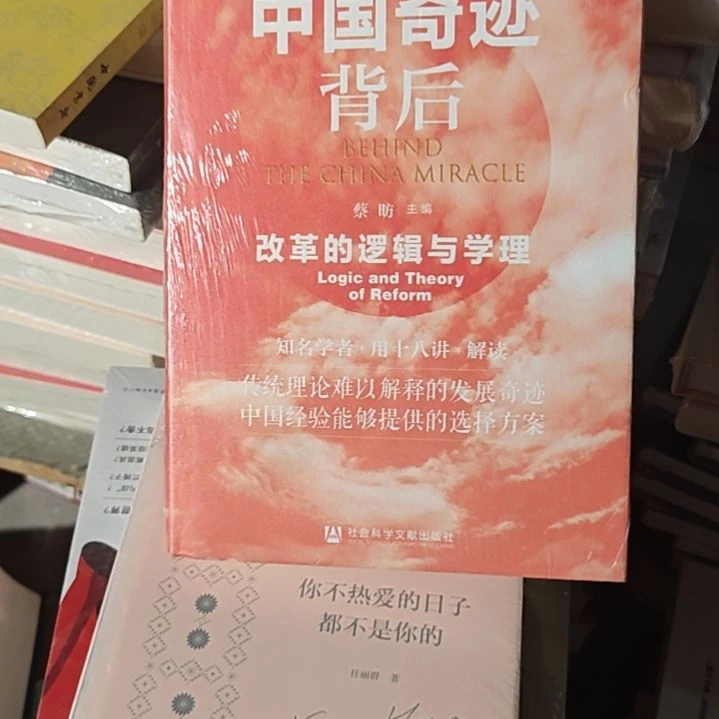 中国奇迹
背后
BEHIND
THE CHINA MIRACLE
蔡昉 主编
改革的逻辑与学理
Logic and Theory
of Reform
知名学者·用十八讲·解读
传统理论难以解释的发展奇迹
中国经验能够提供的选择方案
社会科学文献出版社
你不热爱的日子
都不是你的
任丽群 著